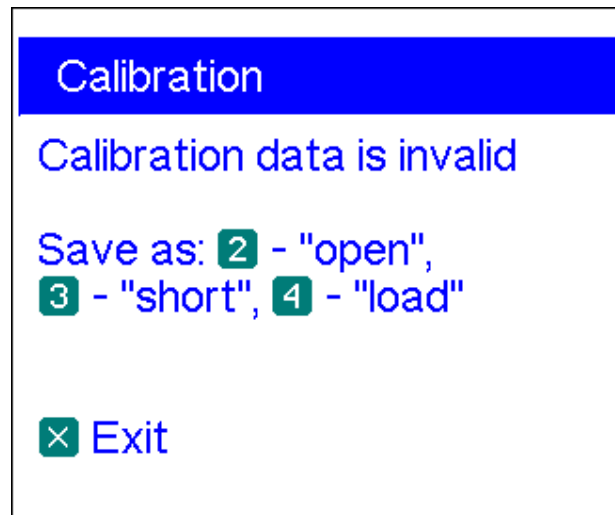 Calibration
Calibration data is invalid
Save as: 2 - "open",
3 - "short", 4 - "load"
× Exit